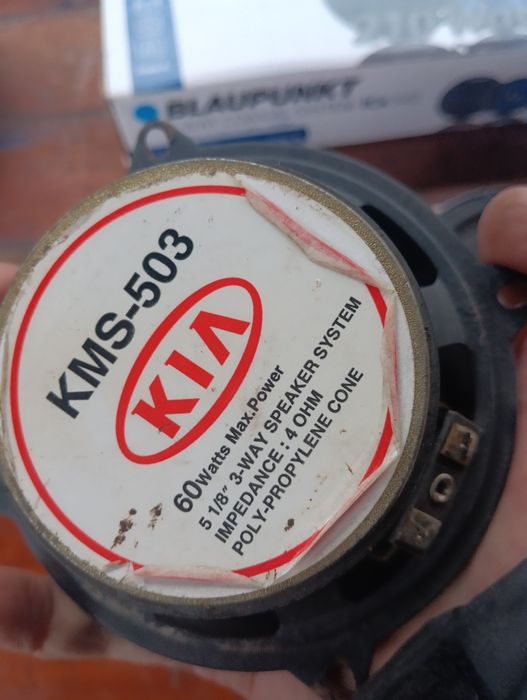 BLAUPUNKT
KMS-503
KIA
60Watts Max.Power
5 1/8" 3-WAY SPEAKER SYSTEM
IMPEDANCE: 4 OHM
POLY-PROPYLENE CONE